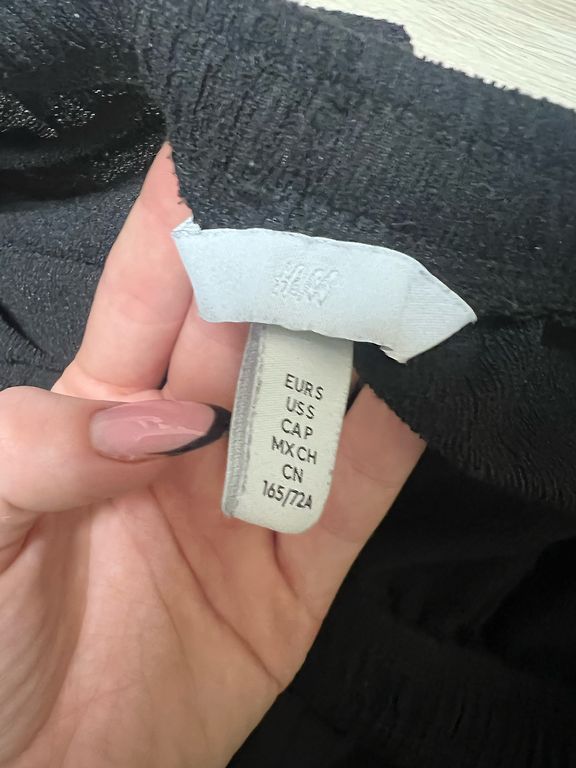 H&M
EUR S
US S
CA P
MX CH
CN
165/72A